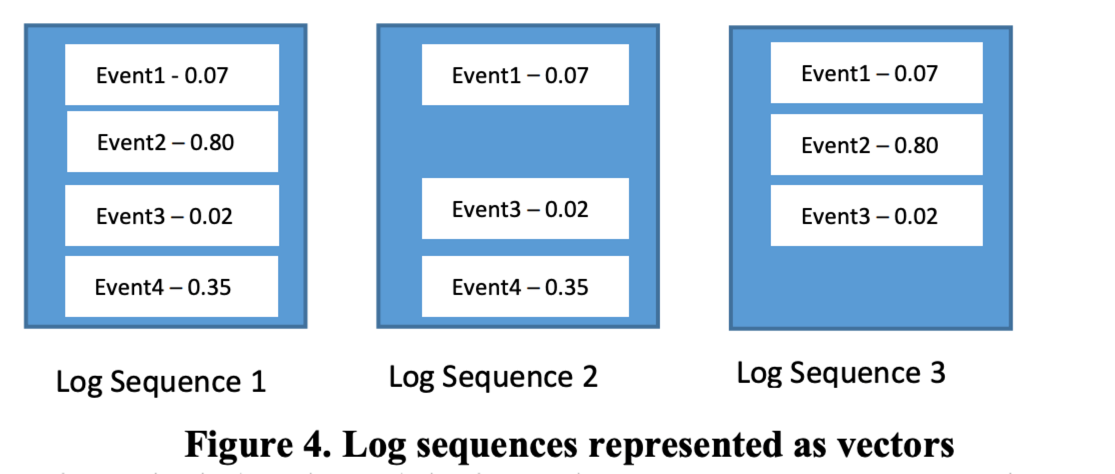 Event1 - 0.07
Event2 – 0.80
Event3 – 0.02
Event4 – 0.35
Log Sequence 1
Event1 – 0.07
Event3 – 0.02
Event4 – 0.35
Log Sequence 2
Event1 – 0.07
Event2 – 0.80
Event3 – 0.02
Log Sequence 3
Figure 4. Log sequences represented as vectors